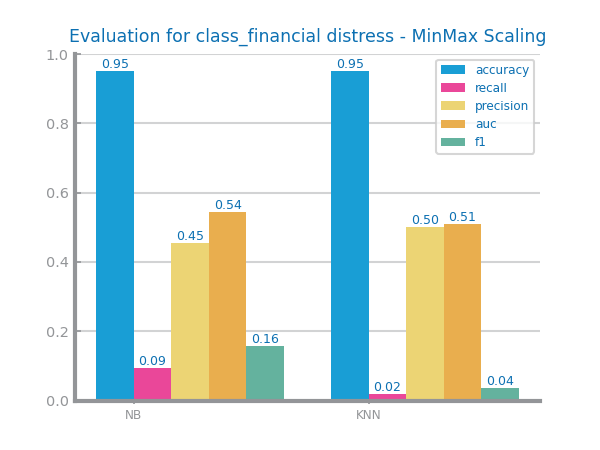 Evaluation for class_financial distress - MinMax Scaling
1.0
0.8
0.6
0.4
0.2
0.0
0.95
0.09
0.45
0.54
0.16
0.95
0.02
0.50
0.51
0.04
accuracy
recall
precision
auc
f1
NB
KNN